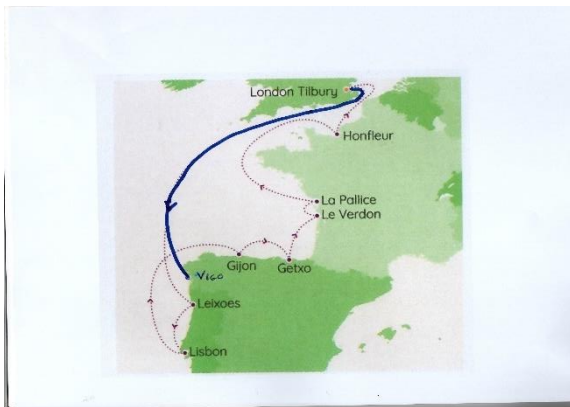 London Tilbury
Honfleur
La Pallice
Le Verdon
Gijon
Getxo
VIGO
Leixoes
Lisbon